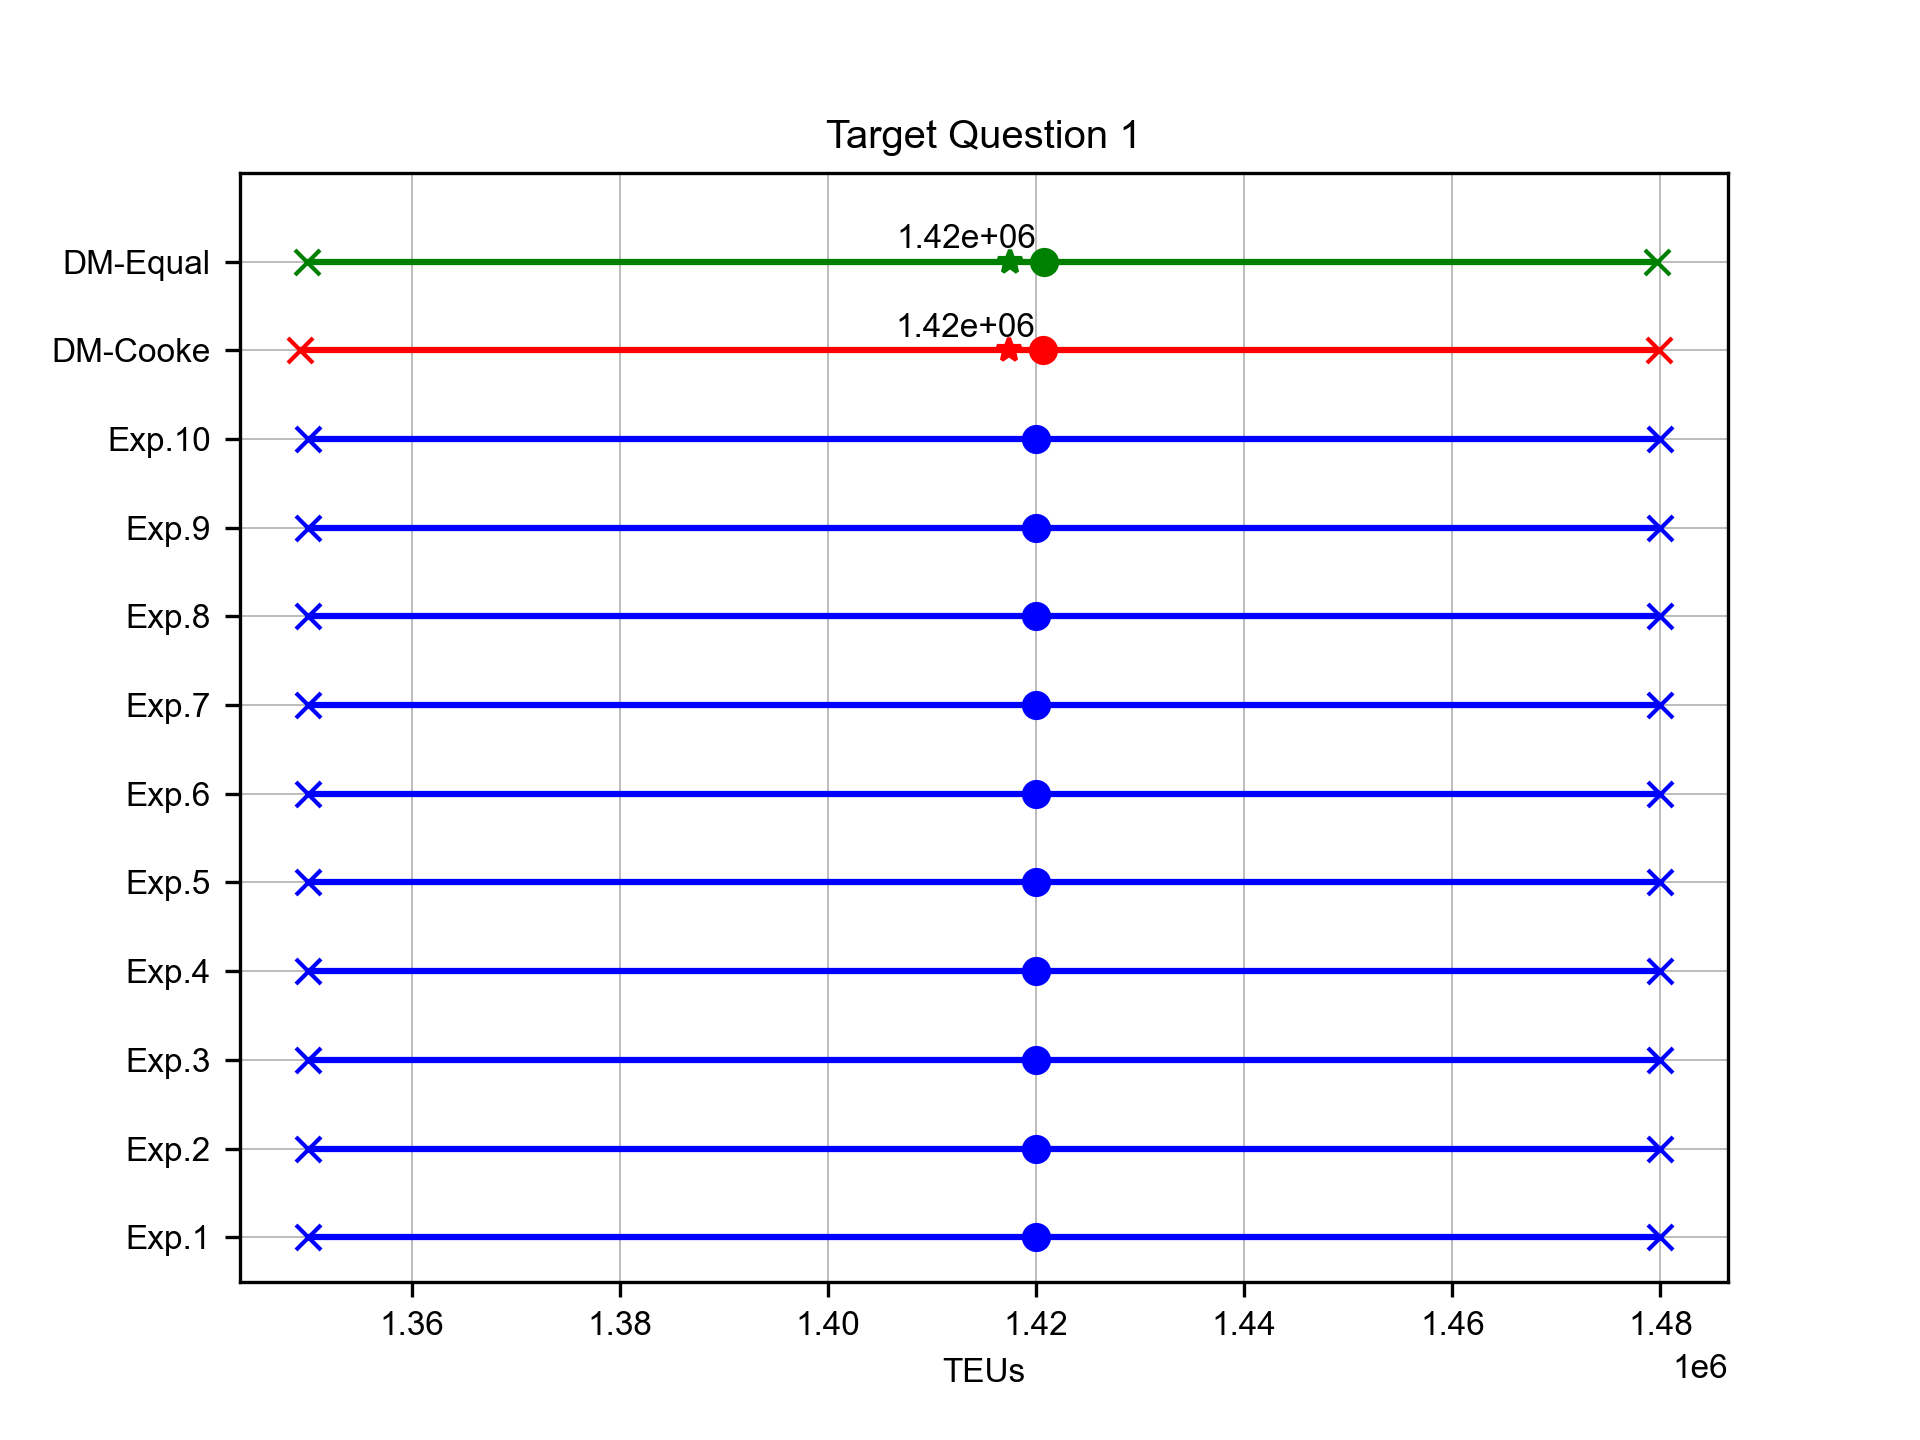 Target Question 1
1.42e+06
DM-Equal
1.42e+06
DM-Cooke
Exp.10
Exp.9
Exp.8
Exp.7
Exp.6
Exp.5
Exp.4
Exp.3
Exp.2
Exp.1
1.36 1.38 1.40 1.42 1.44 1.46 1.48
TEUs
1e6